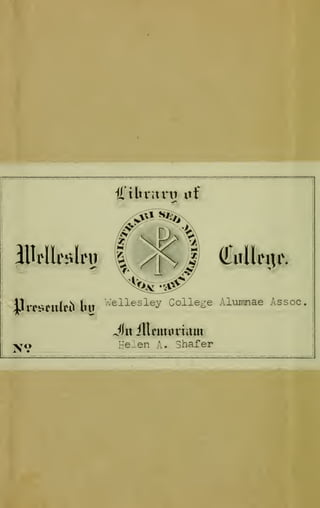 Library of
NON MINISTRARI SED MINISTRARE.
Wellesley College.
Presented by Wellesley College Alumnae Assoc.
In Memoriam
Helen A. Shafer
No